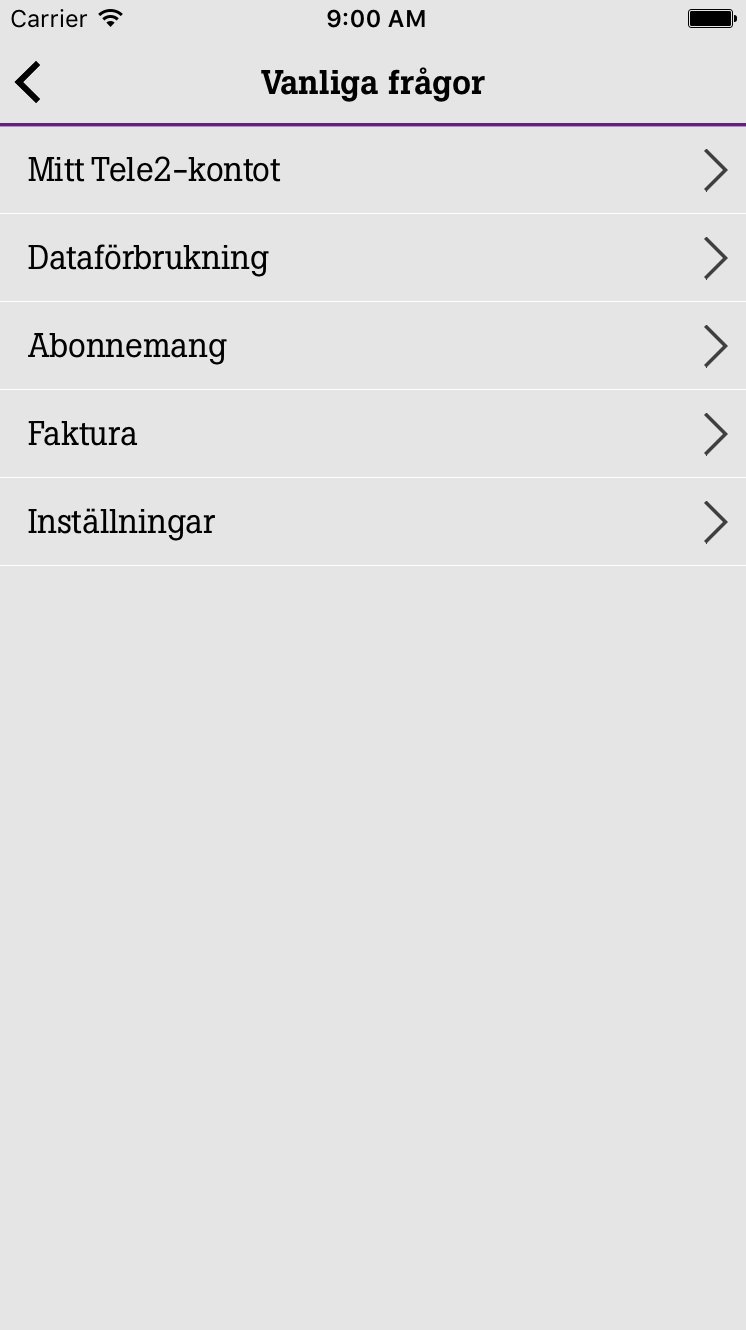 Carrier 9:00 AM
Vanliga frågor
Mitt Tele2-kontot
Dataförbrukning
Abonnemang
Faktura
Inställningar